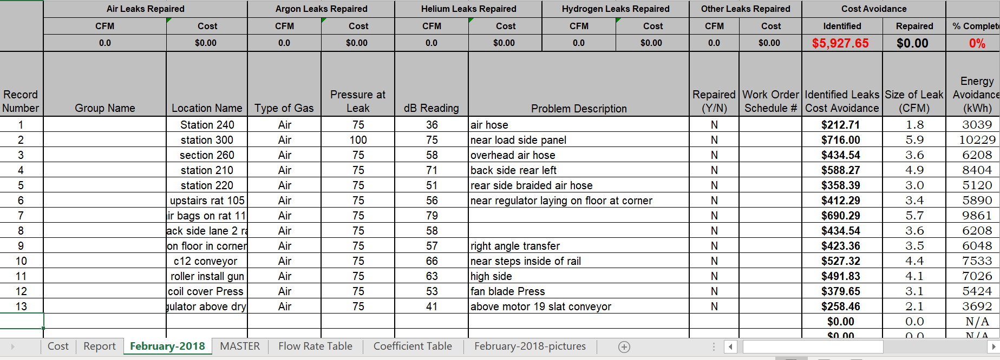 Air Leaks Repaired Argon Leaks Repaired Helium Leaks Repaired Hydrogen Leaks Repaired Other Leaks Repaired Cost Avoidance
CFM Cost CFM Cost CFM Cost CFM Cost CFM Cost Identified Repaired % Complet
0.0 $0.00 0.0 $0.00 0.0 $0.00 0.0 $0.00 0.0 $0.00 $5,927.65 $0.00 0%
Record Number Group Name Location Name Type of Gas Pressure at Leak dB Reading Problem Description Repaired (Y/N) Work Order Schedule # Identified Leaks Cost Avoidance Size of Leak (CFM) Energy Avoidance (kWh)
1 Station 240 Air 75 36 air hose N $212.71 1.8 3039
2 station 300 Air 100 75 near load side panel N $716.00 5.9 10229
3 section 260 Air 75 58 overhead air hose N $434.54 3.6 6208
4 station 210 Air 75 71 back side rear left N $588.27 4.9 8404
5 station 220 Air 75 51 rear side braided air hose N $358.39 3.0 5120
6 upstairs rat 105 Air 75 56 near regulator laying on floor at corner N $412.29 3.4 5890
7 ir bags on rat 11 Air 75 79 N $690.29 5.7 9861
8 ack side lane 2 ra Air 75 58 N $434.54 3.6 6208
9 on floor in corner Air 75 57 right angle transfer N $423.36 3.5 6048
10 c12 conveyor Air 75 66 near steps inside of rail N $527.32 4.4 7533
11 roller install gun Air 75 63 high side N $491.83 4.1 7026
12 coil cover Press Air 75 53 fan blade Press N $379.65 3.1 5424
13 gulator above dry Air 75 41 above motor 19 slat conveyor N $258.46 2.1 3692
$0.00 0.0 N/A
$0.00 0.0 N/A
Cost Report February-2018 MASTER Flow Rate Table Coefficient Table February-2018-pictures